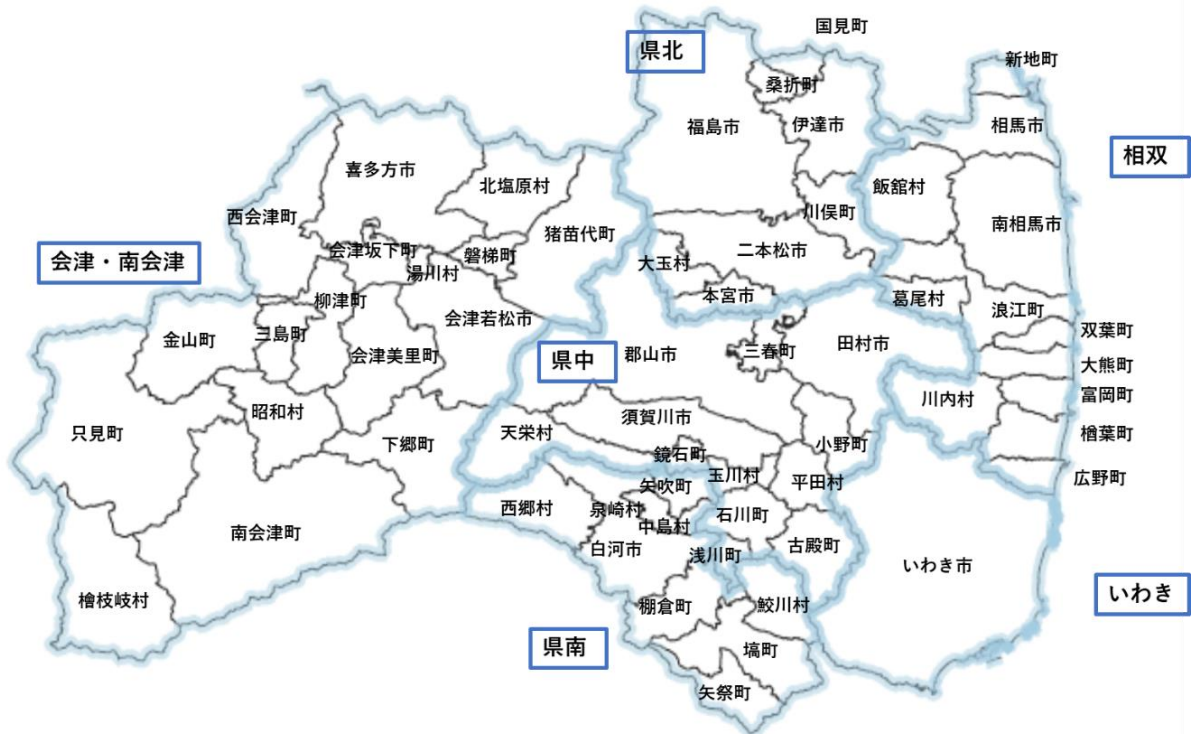 国見町
県北
新地町
桑折町
福島市
伊達市
相馬市
相双
喜多方市
北塩原村
飯舘村
西会津町
川俣町
南相馬市
猪苗代町
会津坂下町
磐梯町
二本松市
会津・南会津
湯川村
大玉村
柳津町
本宮市
葛尾村
浪江町
会津若松市
双葉町
金山町
三島町
会津美里町
郡山市
三春町
田村市
県中
大熊町
富岡町
川内村
昭和村
須賀川市
只見町
下郷町
天栄村
小野町
楢葉町
鏡石町
玉川村
平田村
広野町
矢吹町
西郷村
泉崎村
石川町
南会津町
中島村
白河市
古殿町
浅川町
いわき市
檜枝岐村
棚倉町
鮫川村
いわき
県南
塙町
矢祭町